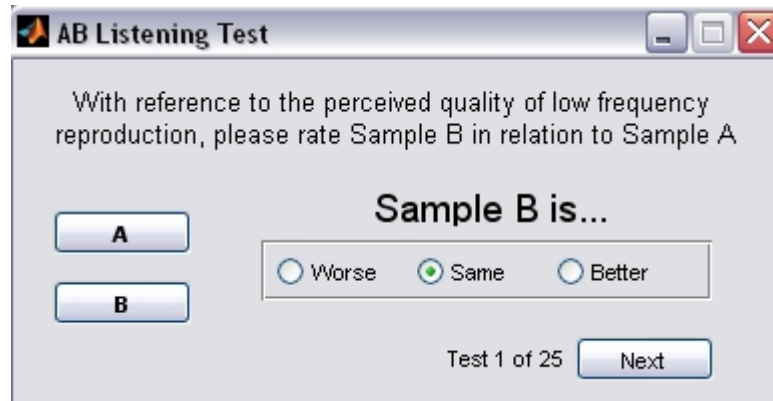 AB Listening Test
With reference to the perceived quality of low frequency
reproduction, please rate Sample B in relation to Sample A
Sample B is...
A
Worse Same Better
B
Test 1 of 25 Next